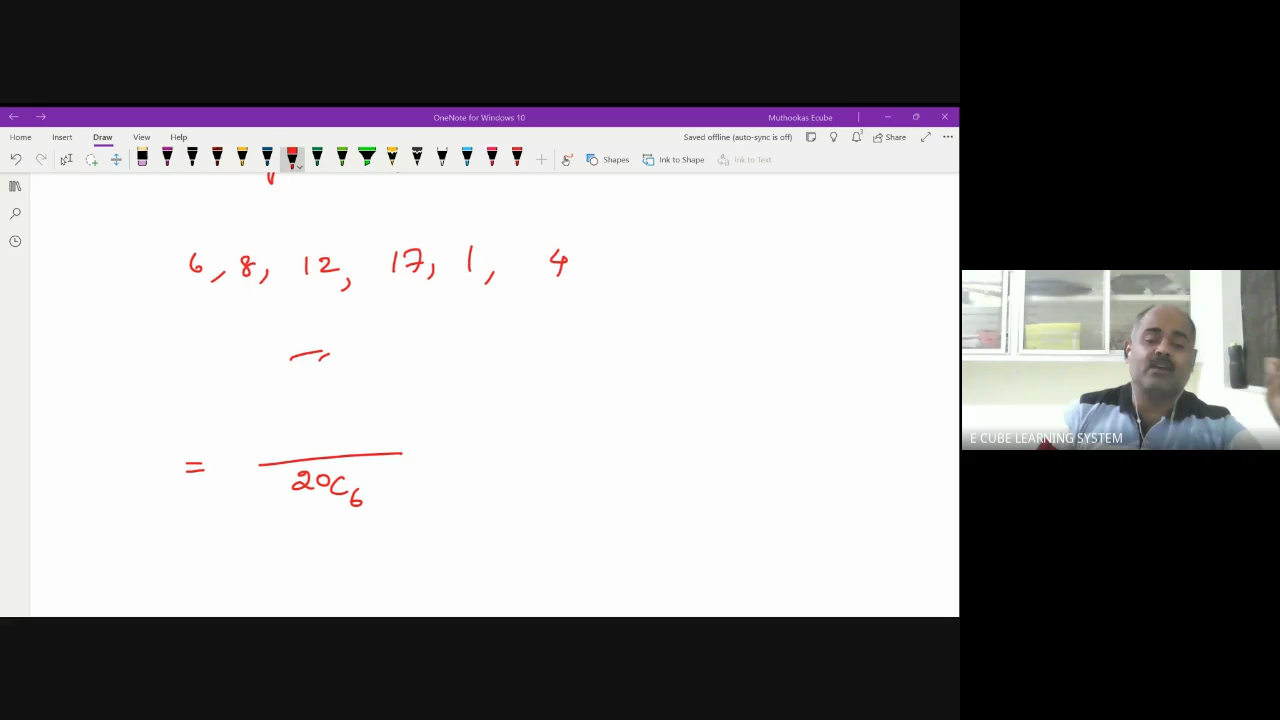 OneNote for Windows 10
Muthookas Ecube
Home Insert Draw View Help
Saved offline (auto-sync is off)
3
Share
Shapes
Ink to Shape
Ink to Text
6, 8, 12, 17, 1, 4
=
20C6
E CUBE LEARNING SYSTEM